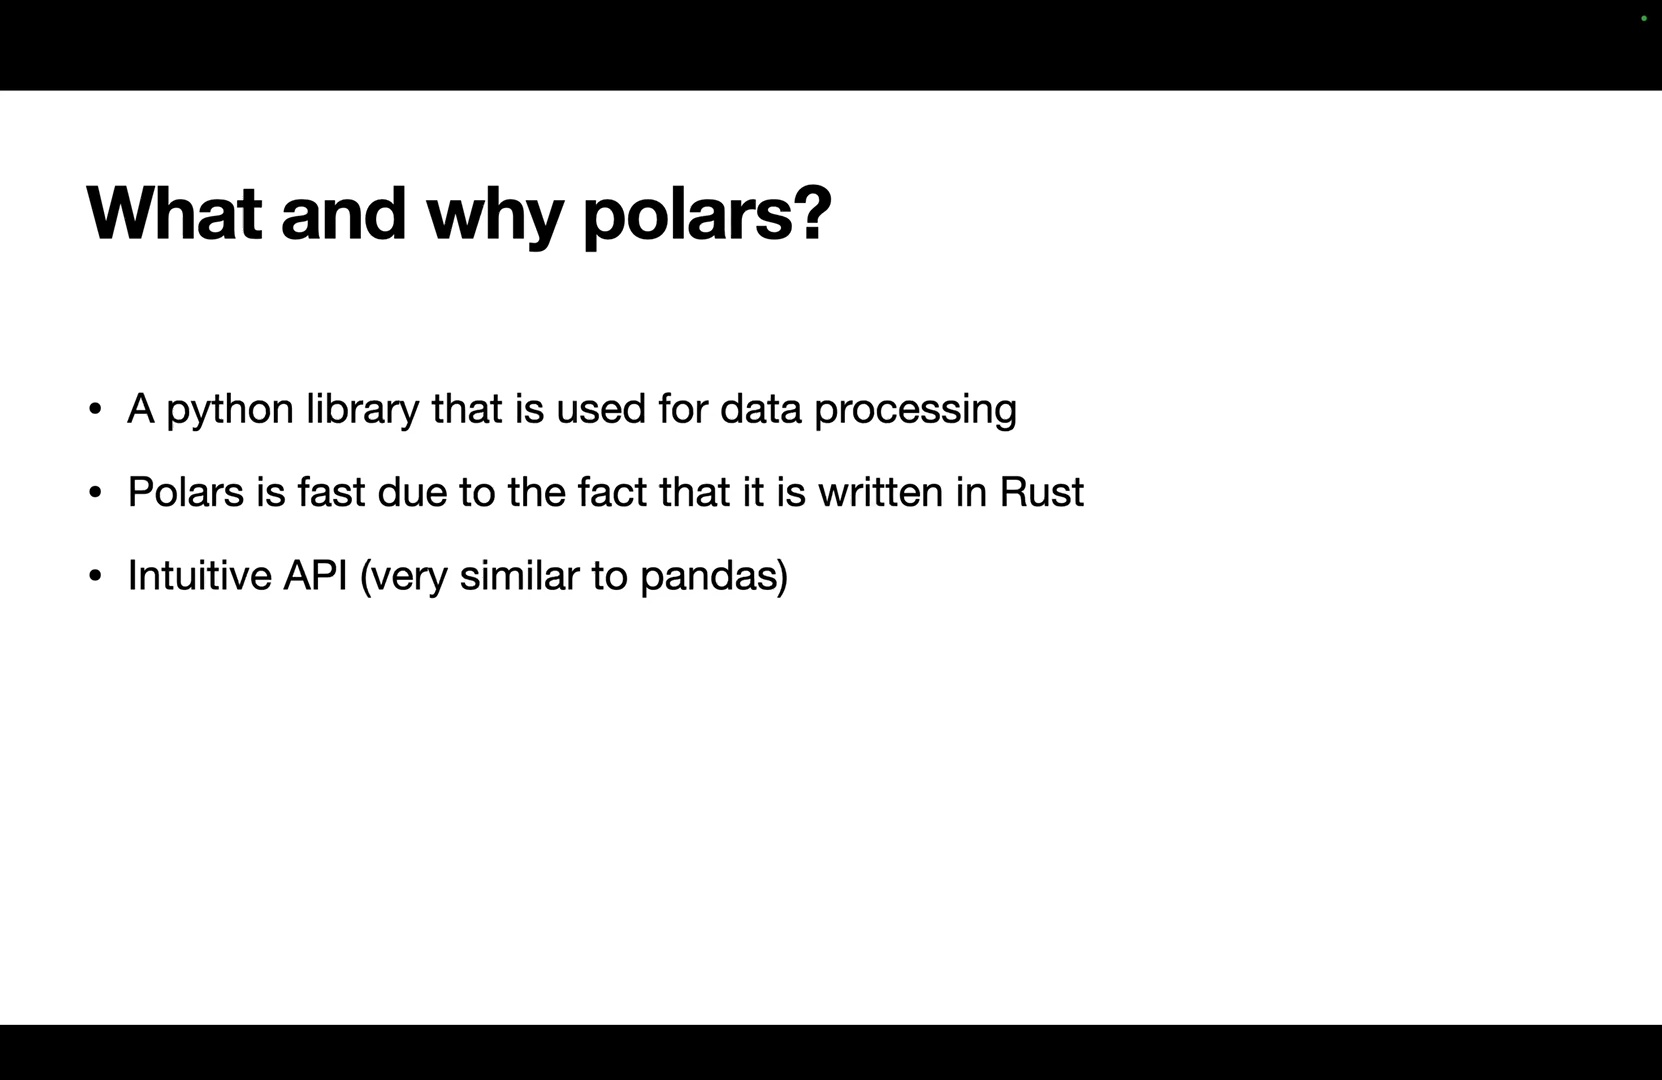 What and why polars?
• A python library that is used for data processing
• Polars is fast due to the fact that it is written in Rust
• Intuitive API (very similar to pandas)